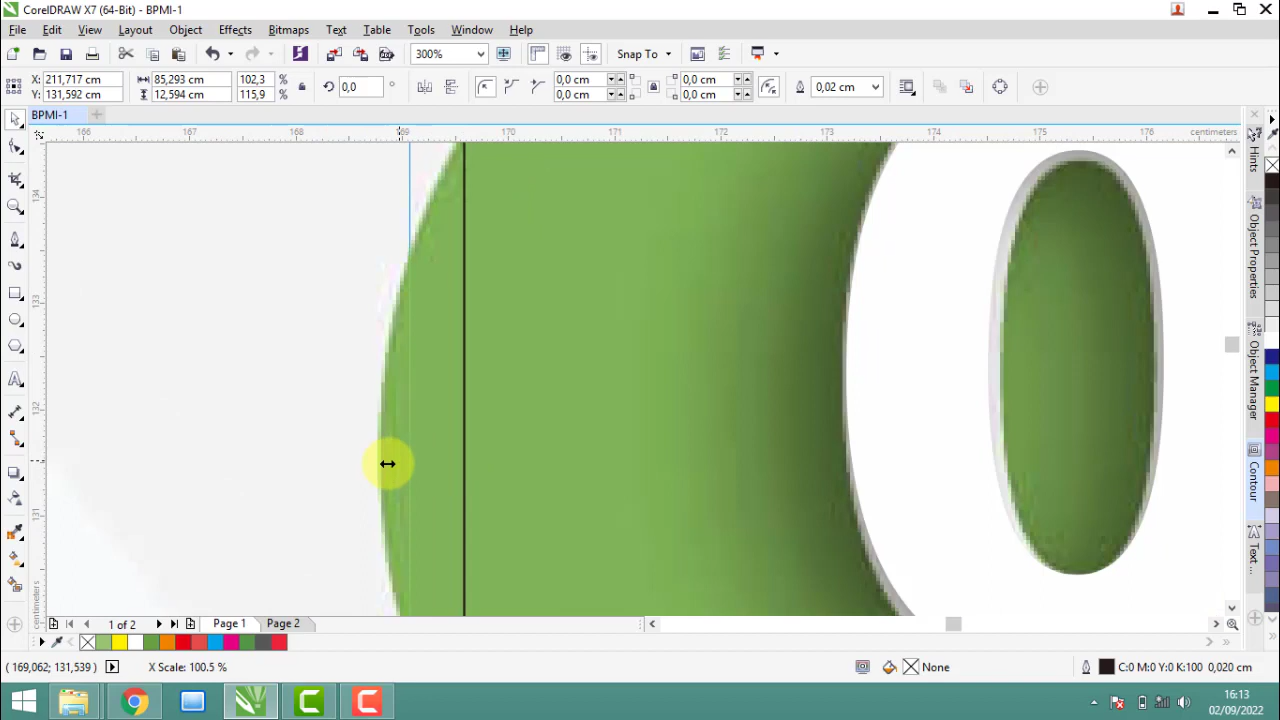 CorelDRAW X7 (64-Bit) - BPMI-1
File Edit View Layout Object Effects Bitmaps Text Table Tools Window Help
300% Snap To
X: 211,717 cm 85,293 cm 102,3 % 0,0 ° 0,0 cm 0,0 cm 0,02 cm
Y: 131,592 cm 12,594 cm 115,9 % 0,0 cm 0,0 cm
BPMI-1
166 167 168 169 170 171 172 173 174 175 176 centimeters
134
133
132
131
centimeters
Hints
Object Properties
Object Manager
Contour
Text...
1 of 2 Page 1 Page 2
( 169,062; 131,539 ) X Scale: 100.5 % None C:0 M:0 Y:0 K:100 0,020 cm
16:13
02/09/2022